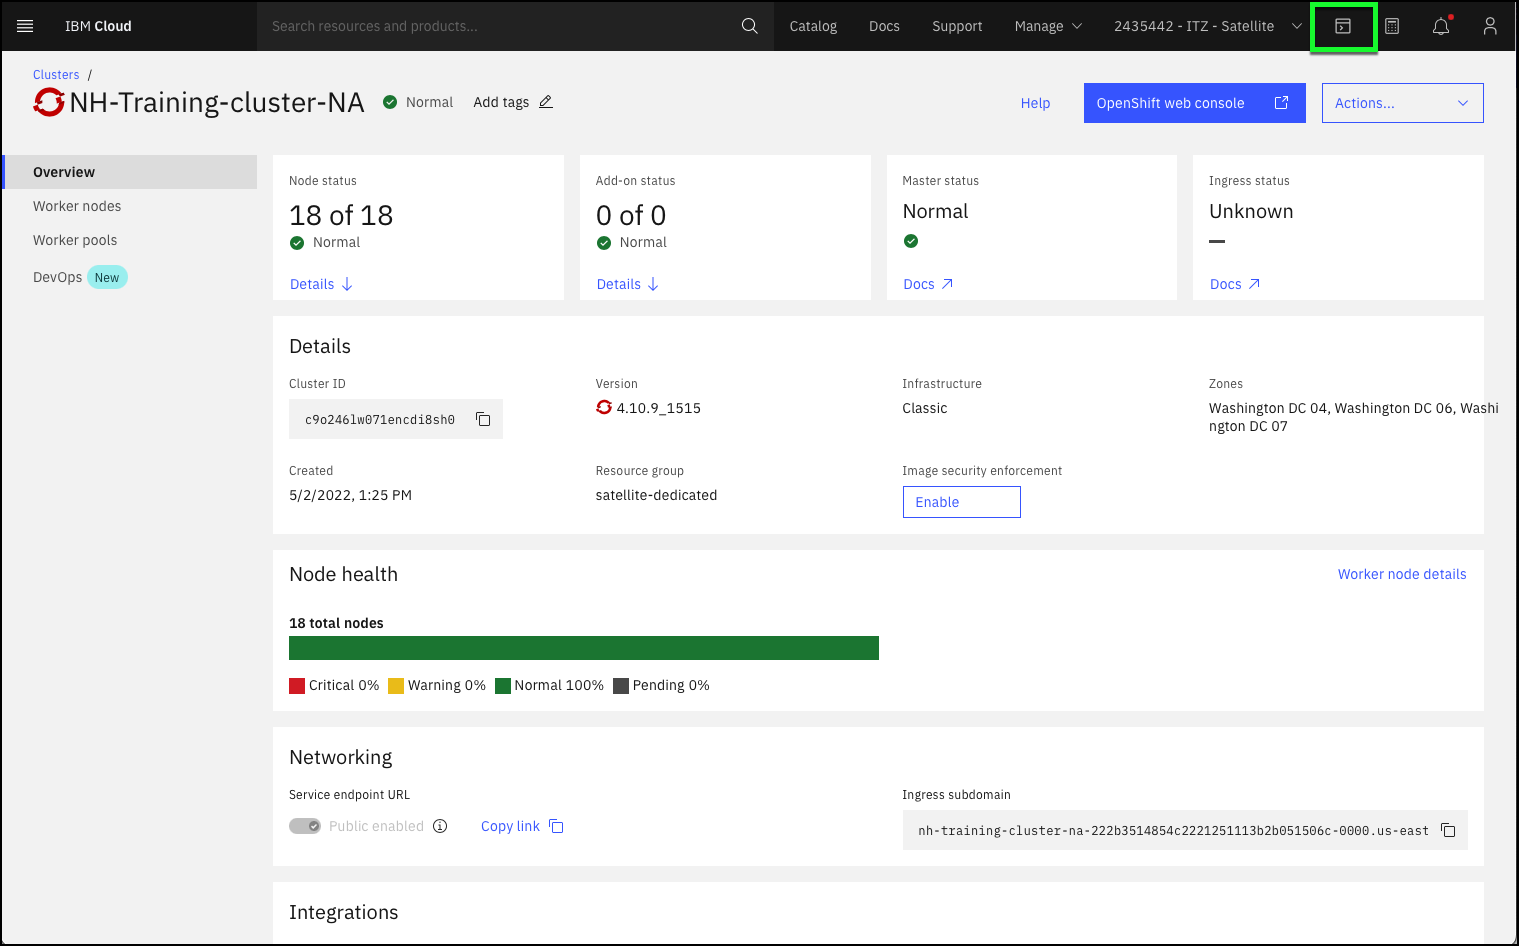 IBM Cloud
Search resources and products...
Catalog
Docs
Support
Manage
2435442 - ITZ - Satellite
Clusters /
NH-Training-cluster-NA
Normal
Add tags
Help
OpenShift web console
Actions...
Overview
Worker nodes
Worker pools
DevOps New
Node status
18 of 18
Normal
Details
Add-on status
0 of 0
Normal
Details
Master status
Normal
Docs
Ingress status
Unknown
Docs
Details
Cluster ID
c9o246lw071encdi8sh0
Version
4.10.9_1515
Infrastructure
Classic
Zones
Washington DC 04, Washington DC 06, Washi
ngton DC 07
Created
5/2/2022, 1:25 PM
Resource group
satellite-dedicated
Image security enforcement
Enable
Node health
Worker node details
18 total nodes
Critical 0% Warning 0% Normal 100% Pending 0%
Networking
Service endpoint URL
Public enabled
Copy link
Ingress subdomain
nh-training-cluster-na-222b3514854c2221251113b2b051506c-0000.us-east
Integrations